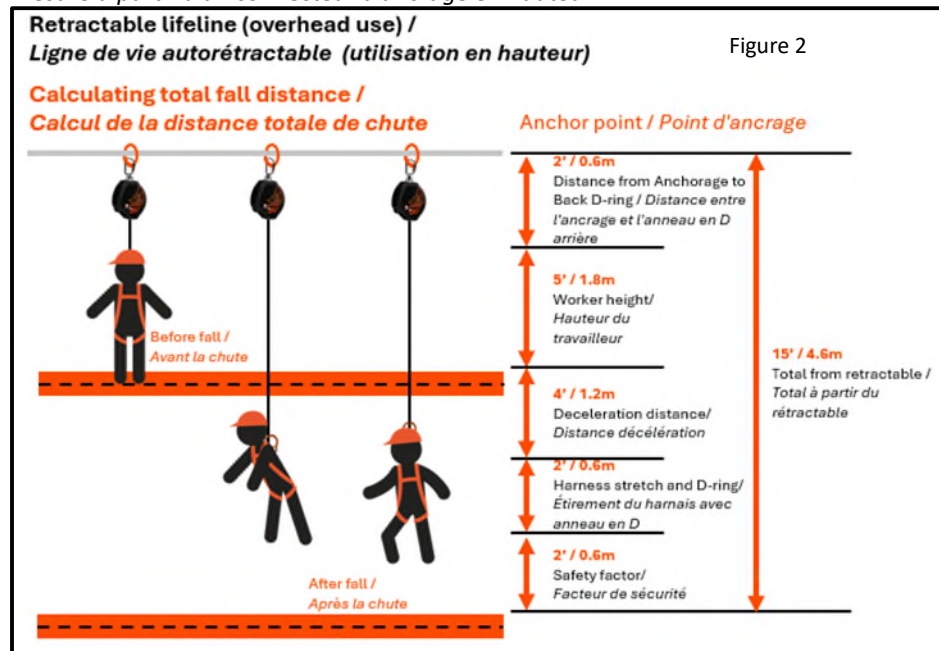 Retractable lifeline (overhead use) /
Ligne de vie autorétractable (utilisation en hauteur)
Figure 2
Calculating total fall distance /
Calcul de la distance totale de chute
Anchor point / Point d'ancrage
2' / 0.6m
Distance from Anchorage to
Back D-ring / Distance entre
l'ancrage et l'anneau en D
arrière
5' / 1.8m
Worker height/
Hauteur du
travailleur
Before fall /
Avant la chute
15' / 4.6m
Total from retractable /
Total à partir du
rétractable
4' / 1.2m
Deceleration distance/
Distance décélération
2' / 0.6m
Harness stretch and D-ring/
Étirement du harnais avec
anneau en D
2' / 0.6m
Safety factor/
Facteur de sécurité
After fall /
Après la chute